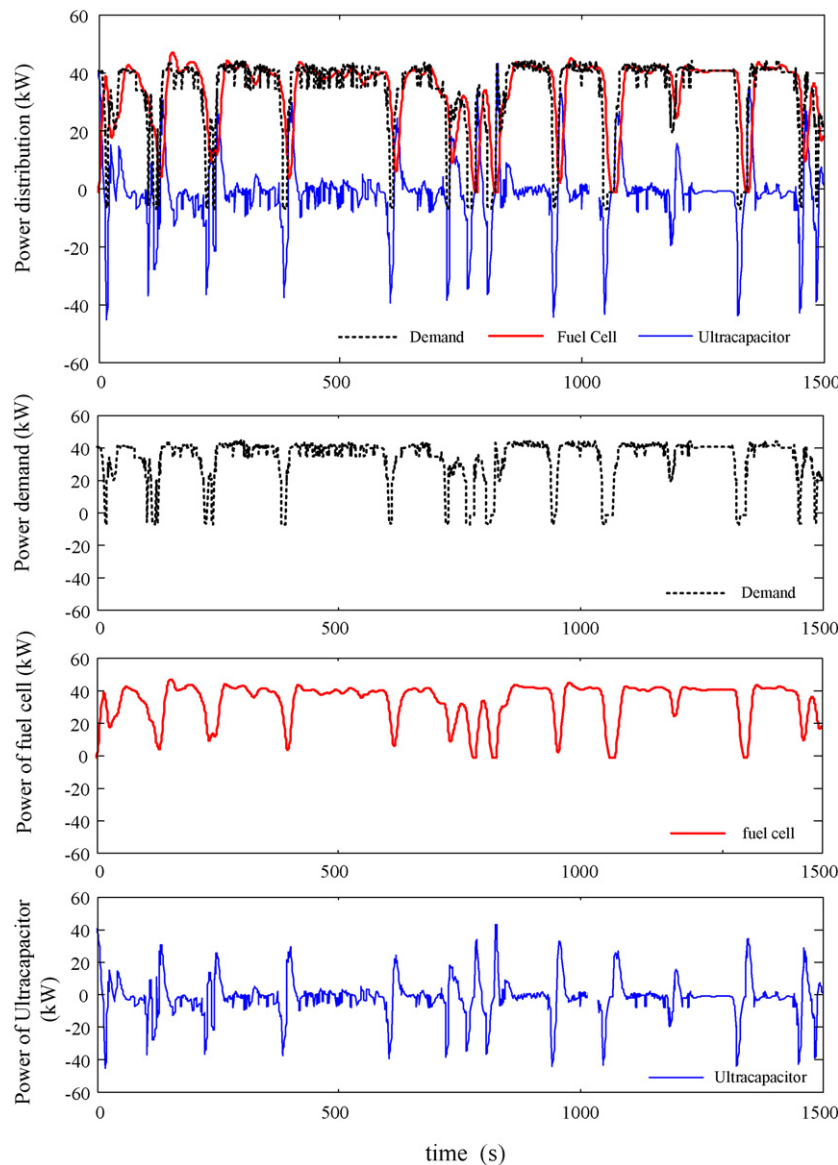 60
40
20
0
-20
-40
-60
Power distribution (kW)
Demand Fuel Cell Ultracapacitor
0 500 1000 1500
60
40
20
0
-20
-40
-60
Power demand (kW)
Demand
0 500 1000 1500
60
40
20
0
-20
-40
-60
Power of fuel cell (kW)
fuel cell
0 500 1000 1500
60
40
20
0
-20
-40
-60
Power of Ultracapacitor
(kW)
Ultracapacitor
0 500 1000 1500
time (s)